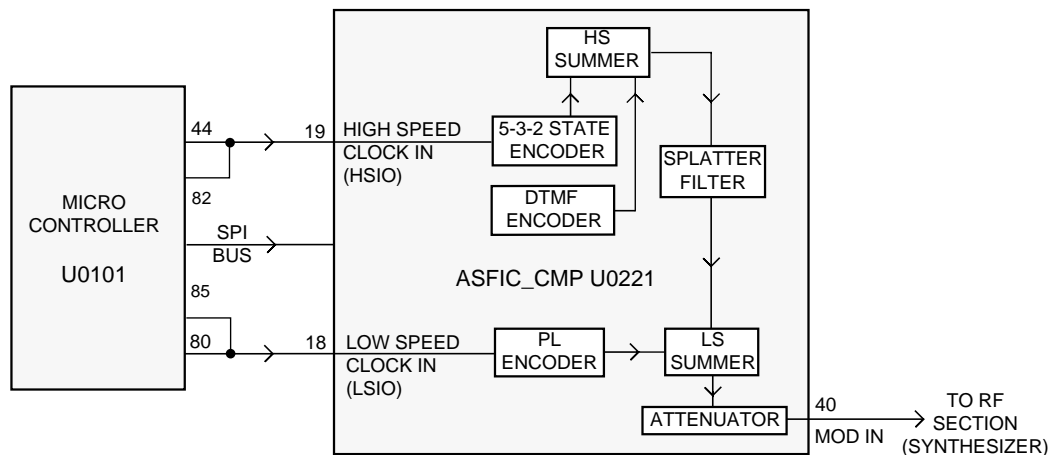 HS
SUMMER
44
19
HIGH SPEED
CLOCK IN
(HSIO)
5-3-2 STATE
ENCODER
SPLATTER
FILTER
82
DTMF
ENCODER
MICRO
CONTROLLER
U0101
SPI
BUS
ASFIC_CMP U0221
85
80
18
LOW SPEED
CLOCK IN
(LSIO)
PL
ENCODER
LS
SUMMER
ATTENUATOR
40
MOD IN
TO RF
SECTION
(SYNTHESIZER)